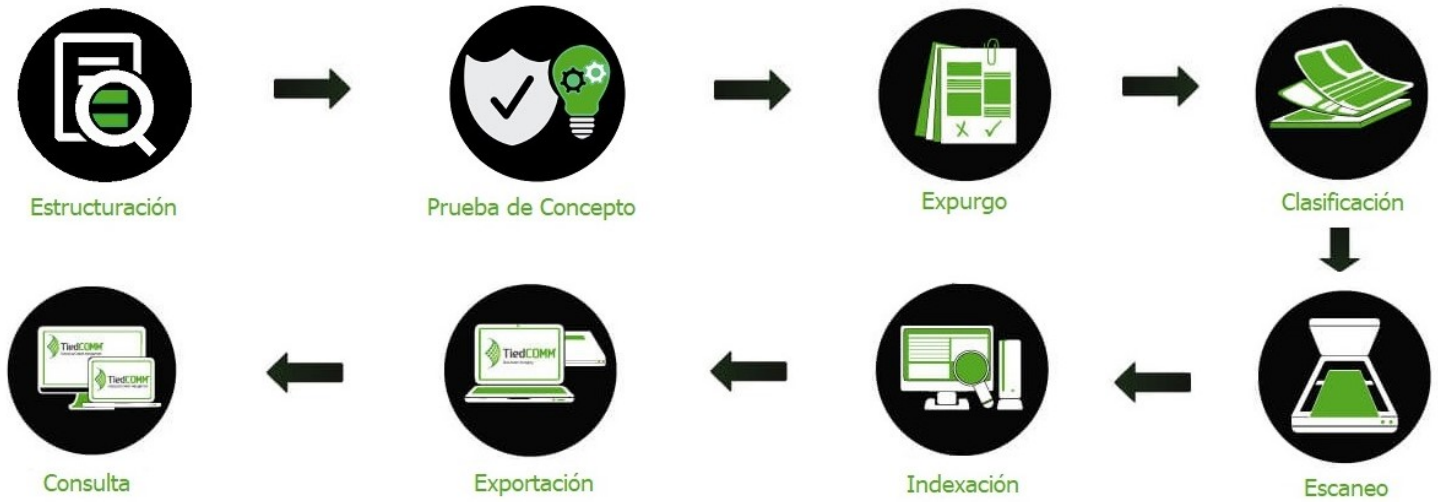 Estructuración
Prueba de Concepto
Expurgo
Clasificación
TiedCOMM
TiedCOMM
TiedCOMM
Consulta
Exportación
Indexación
Escaneo